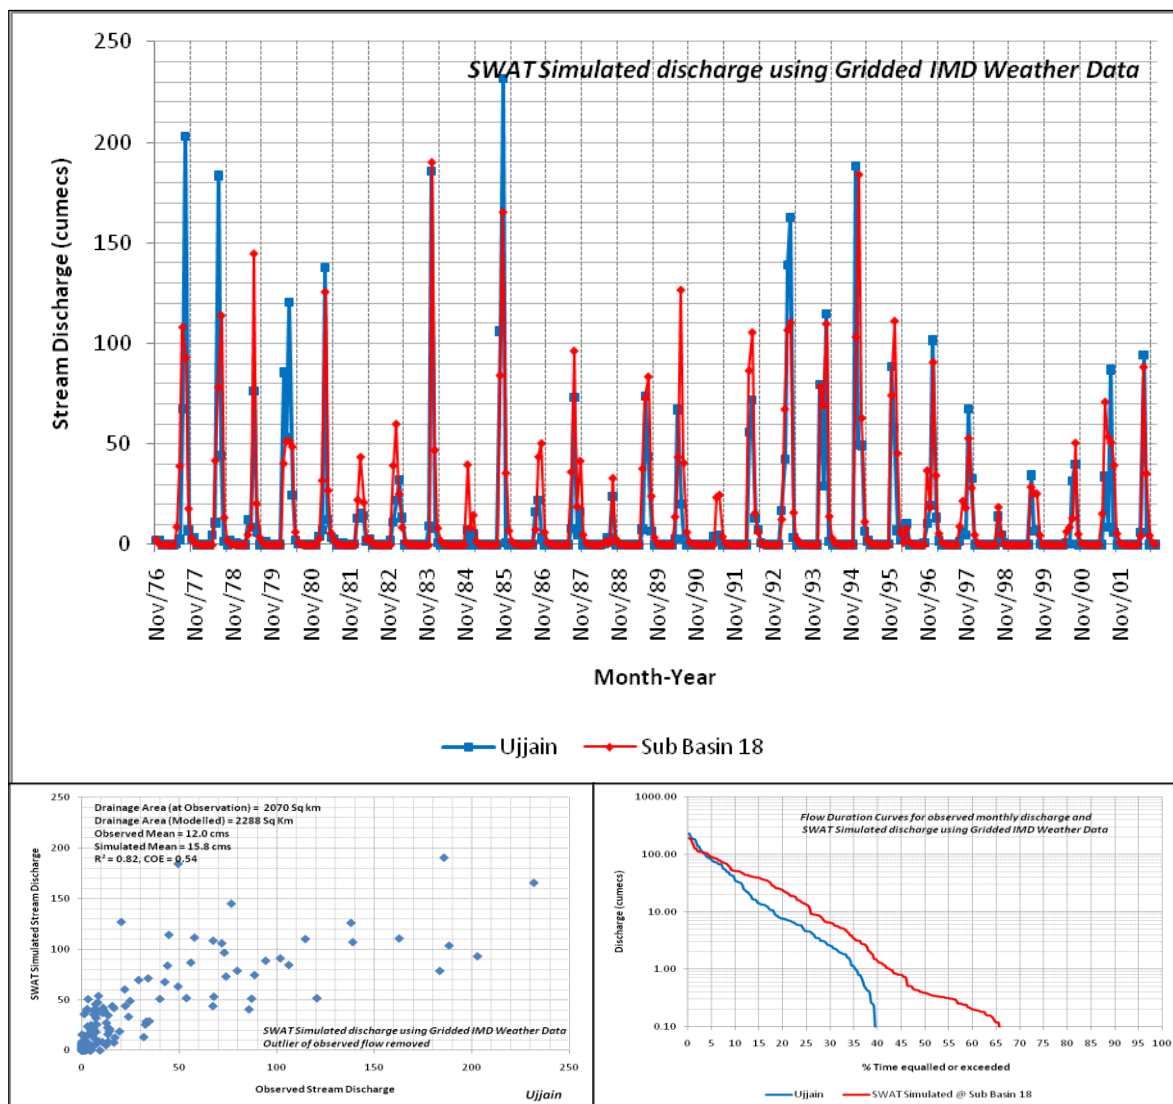 SWAT Simulated discharge using Gridded IMD Weather Data
250
200
150
100
50
0
Stream Discharge (cumecs)
Nov/76
Nov/77
Nov/78
Nov/79
Nov/80
Nov/81
Nov/82
Nov/83
Nov/84
Nov/85
Nov/86
Nov/87
Nov/88
Nov/89
Nov/90
Nov/91
Nov/92
Nov/93
Nov/94
Nov/95
Nov/96
Nov/97
Nov/98
Nov/99
Nov/00
Nov/01
Month-Year
Ujjain
Sub Basin 18
250
200
150
100
50
0
SWAT Simulated Stream Discharge
Drainage Area (at Observation) = 2070 Sq km
Drainage Area (Modelled) = 2288 Sq Km
Observed Mean = 12.0 cms
Simulated Mean = 15.8 cms
R² = 0.82, COE = 0.54
SWAT Simulated discharge using Gridded IMD Weather Data
Outlier of observed flow removed
0 50 100 150 200 250
Observed Stream Discharge
Ujjain
1000.00
100.00
10.00
1.00
0.10
Discharge (cumecs)
Flow Duration Curves for observed monthly discharge and
SWAT Simulated discharge using Gridded IMD Weather Data
0 5 10 15 20 25 30 35 40 45 50 55 60 65 70 75 80 85 90 95 100
% Time equalled or exceeded
Ujjain
SWAT Simulated @ Sub Basin 18